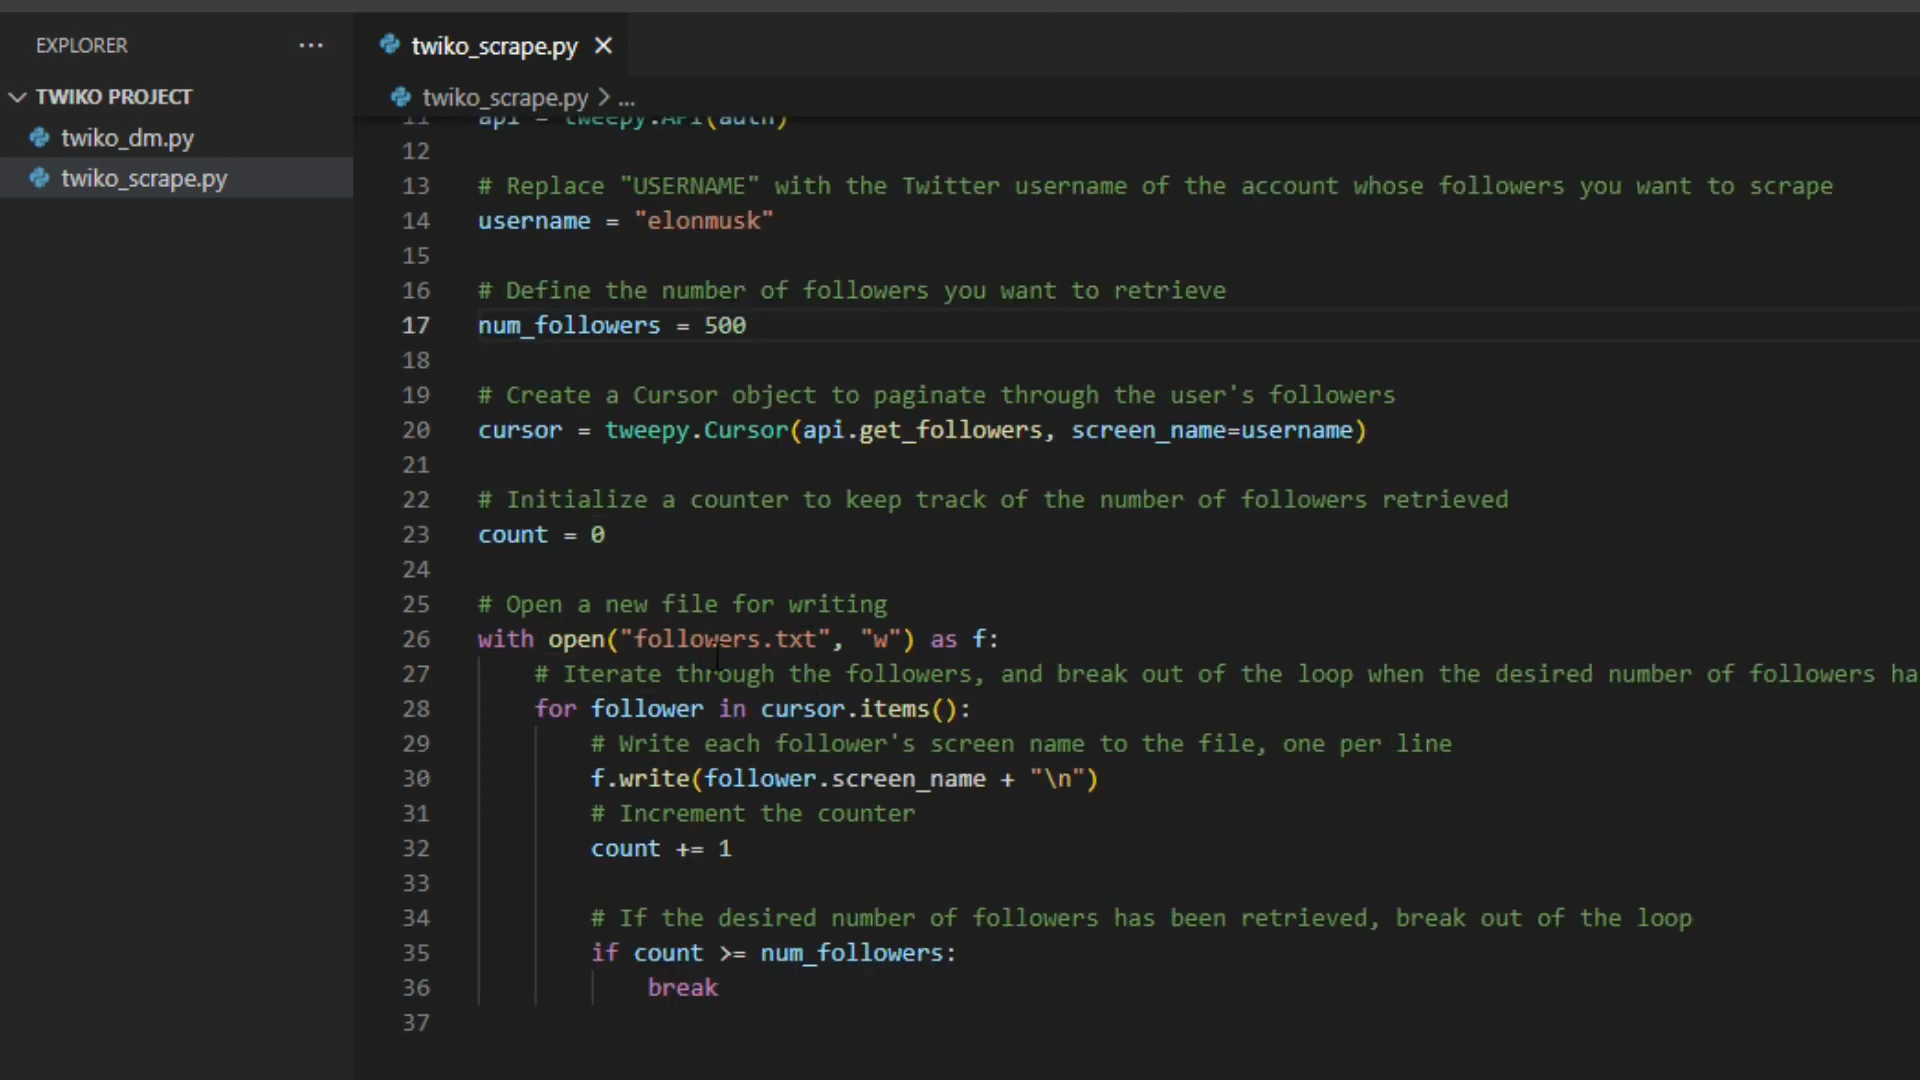 EXPLORER ...
TWIKO PROJECT
twiko_dm.py
twiko_scrape.py
twiko_scrape.py
twiko_scrape.py > ...
11 api = tweepy.API(auth)
12
13 # Replace "USERNAME" with the Twitter username of the account whose followers you want to scrape
14 username = "elonmusk"
15
16 # Define the number of followers you want to retrieve
17 num_followers = 500
18
19 # Create a Cursor object to paginate through the user's followers
20 cursor = tweepy.Cursor(api.get_followers, screen_name=username)
21
22 # Initialize a counter to keep track of the number of followers retrieved
23 count = 0
24
25 # Open a new file for writing
26 with open("followers.txt", "w") as f:
27 # Iterate through the followers, and break out of the loop when the desired number of followers ha
28 for follower in cursor.items():
29 # Write each follower's screen name to the file, one per line
30 f.write(follower.screen_name + "\n")
31 # Increment the counter
32 count += 1
33
34 # If the desired number of followers has been retrieved, break out of the loop
35 if count >= num_followers:
36 break
37